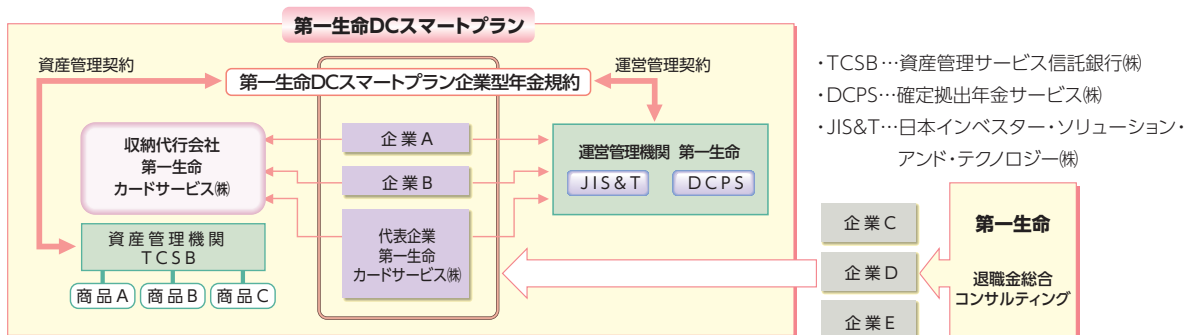 第一生命DCスマートプラン
資産管理契約
第一生命DCスマートプラン企業型年金規約
運営管理契約
収納代行会社
第一生命
カードサービス㈱
企業A
企業B
代表企業
第一生命
カードサービス㈱
運営管理機関 第一生命
JIS&T
DCPS
資産管理機関
TCSB
商品A
商品B
商品C
・TCSB…資産管理サービス信託銀行㈱
・DCPS…確定拠出年金サービス㈱
・JIS&T…日本インベスター・ソリューション・
アンド・テクノロジー㈱
企業C
企業D
企業E
第一生命
退職金総合
コンサルティング